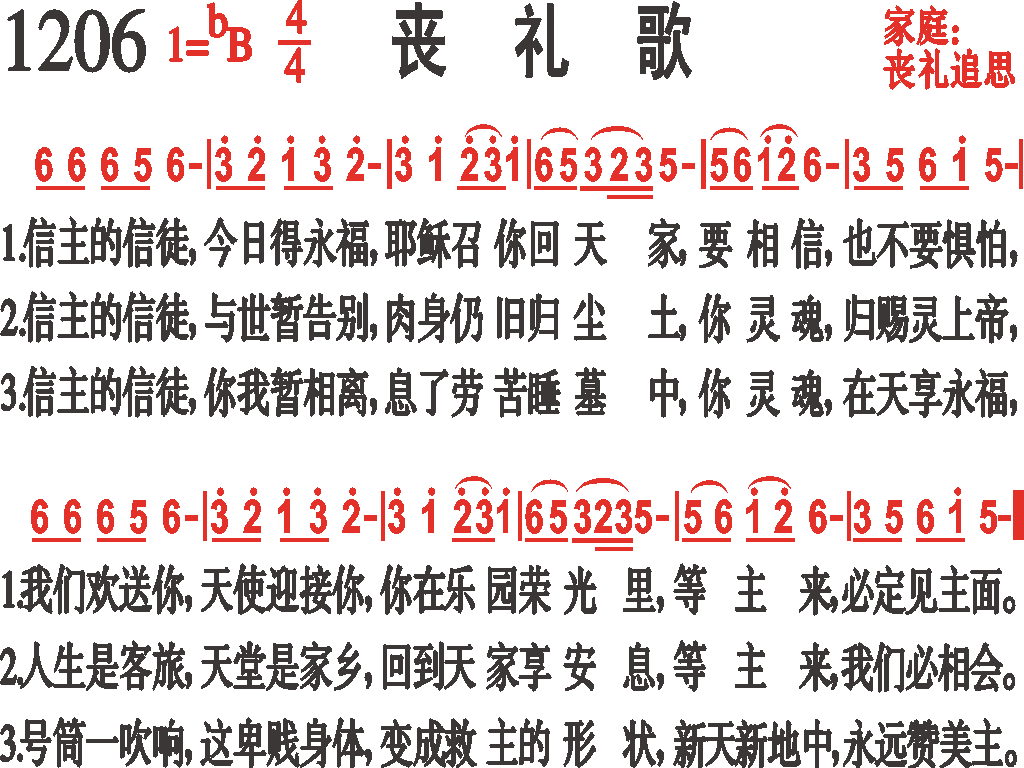 1206 1=bB 4/4 丧 礼 歌 家庭:
丧礼追思
6 6 6 5 6-|3̇ 2̇ 1̇ 3̇ 2̇-|3̇ 1̇ 2̇3̇1̇|6 5 3 2 3 5-|5 6 1̇ 2̇ 6-|3 5 6 1̇ 5-|
1.信主的信徒,今日得永福,耶稣召 你回 天 家,要 相 信,也不要惧怕,
2.信主的信徒,与世暂告别,肉身仍 旧归 尘 土,你 灵 魂,归赐灵上帝,
3.信主的信徒,你我暂相离,息了劳 苦睡 墓 中,你 灵 魂,在天享永福,
6 6 6 5 6-|3̇ 2̇ 1̇ 3̇ 2̇-|3̇ 1̇ 2̇3̇1̇|6 5 3235-|5 6 1̇ 2̇ 6-|3 5 6 1̇ 5-
1.我们欢送你,天使迎接你,你在乐 园荣 光 里,等 主 来,必定见主面。
2.人生是客旅,天堂是家乡,回到天 家享 安 息,等 主 来,我们必相会。
3.号筒一吹响,这卑贱身体,变成救 主的 形 状,新天新地中,永远赞美主。